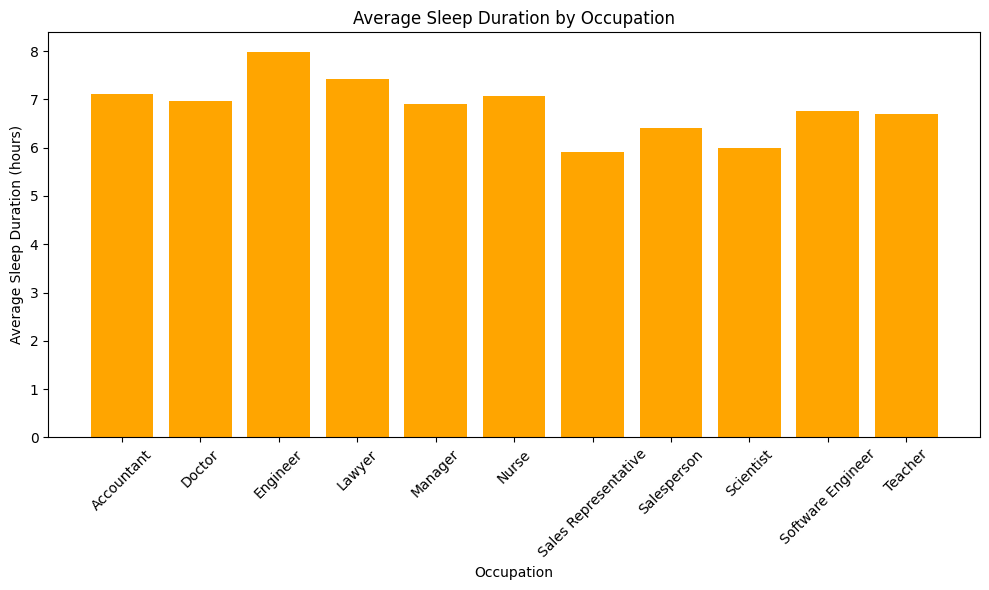 Average Sleep Duration by Occupation
Average Sleep Duration (hours)
8
7
6
5
4
3
2
1
0
Accountant
Doctor
Engineer
Lawyer
Manager
Nurse
Sales Representative
Salesperson
Scientist
Software Engineer
Teacher
Occupation